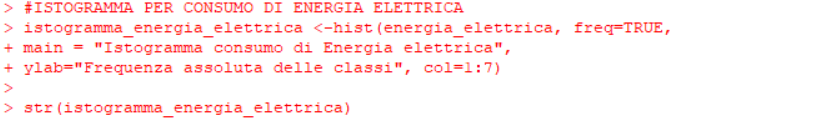 > #ISTOGRAMMA PER CONSUMO DI ENERGIA ELETTRICA
> istogramma_energia_elettrica <-hist(energia_elettrica, freq=TRUE,
+ main = "Istogramma consumo di Energia elettrica",
+ ylab="Frequenza assoluta delle classi", col=1:7)
>
> str(istogramma_energia_elettrica)